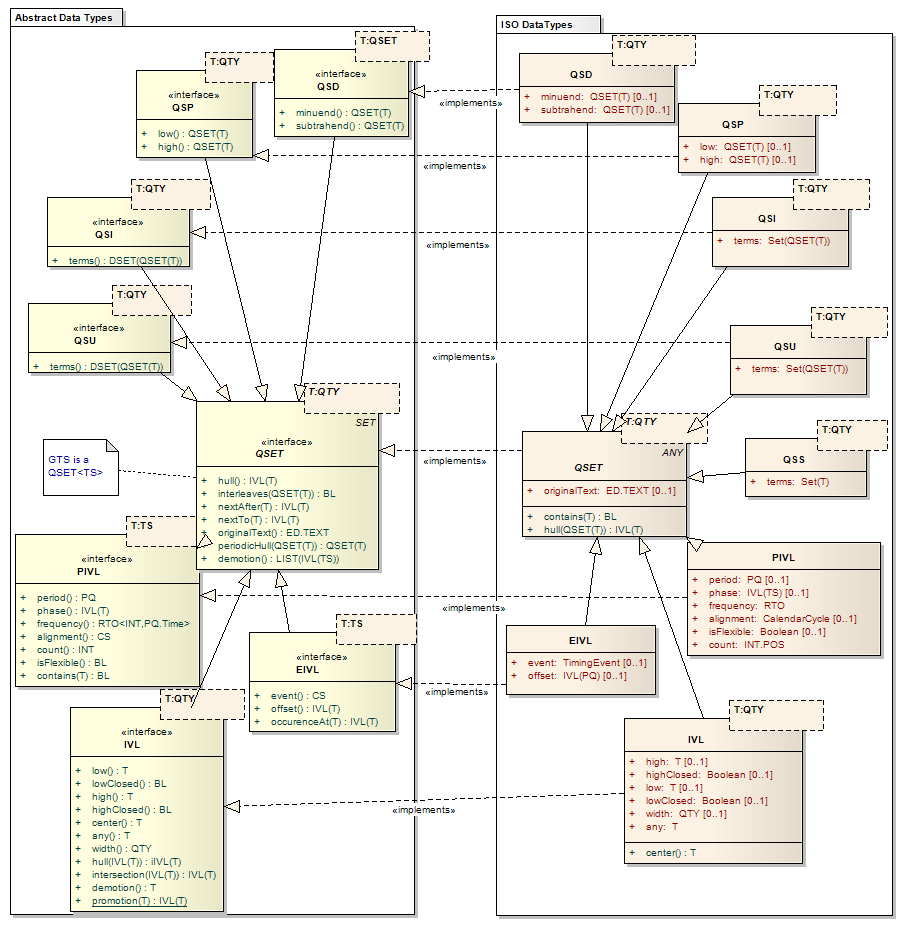 Abstract Data Types
T:QTY
«interface»
QSP
+ low() : QSET(T)
+ high() : QSET(T)
T:QSET
«interface»
QSD
+ minuend() : QSET(T)
+ subtrahend() : QSET(T)
T:QTY
«interface»
QSI
+ terms() : DSET(QSET(T))
T:QTY
«interface»
QSU
+ terms() : DSET(QSET(T))
T:QTY
SET
«interface»
QSET
+ hull() : IVL(T)
+ interleaves(QSET(T)) : BL
+ nextAfter(T) : IVL(T)
+ nextTo(T) : IVL(T)
+ originalText() : ED.TEXT
periodicHull(QSET(T)) : QSET(T)
+ demotion() : LIST(IVL(TS))
GTS is a
QSET<TS>
T:TS
«interface»
PIVL
+ period() : PQ
+ phase() : IVL(T)
+ frequency() : RTO<INT,PQ.Time>
+ alignment() : CS
+ count() : INT
+ isFlexible() : BL
+ contains(T) : BL
T:TS
«interface»
EIVL
+ event() : CS
+ offset() : IVL(T)
+ occurenceAt(T) : IVL(T)
T:QTY
«interface»
IVL
+ low() : T
+ lowClosed() : BL
+ high() : T
+ highClosed() : BL
+ center() : T
+ any() : T
+ width() : QTY
+ hull(IVL(T)) : iIVL(T)
+ intersection(IVL(T)) : IVL(T)
+ demotion() : T
+ promotion(T) : IVL(T)
«implements»
«implements»
«implements»
«implements»
«implements»
«implements»
«implements»
«implements»
ISO DataTypes
T:QTY
QSD
+ minuend: QSET(T) [0..1]
+ subtrahend: QSET(T) [0..1]
T:QTY
QSP
+ low: QSET(T) [0..1]
+ high: QSET(T) [0..1]
T:QTY
QSI
+ terms: Set(QSET(T))
T:QTY
QSU
+ terms: Set(QSET(T))
T:QTY
ANY
QSET
+ originalText: ED.TEXT [0..1]
+ contains(T) : BL
+ hull(QSET(T)) : IVL(T)
T:QTY
QSS
+ terms: Set(T)
PIVL
+ period: PQ [0..1]
+ phase: IVL(TS) [0..1]
+ frequency: RTO
+ alignment: CalendarCycle [0..1]
+ isFlexible: Boolean [0..1]
+ count: INT.POS
EIVL
+ event: TimingEvent [0..1]
+ offset: IVL(PQ) [0..1]
T:QTY
IVL
+ high: T [0..1]
+ highClosed: Boolean [0..1]
+ low: T [0..1]
+ lowClosed: Boolean [0..1]
+ width: QTY [0..1]
+ any: T
+ center() : T